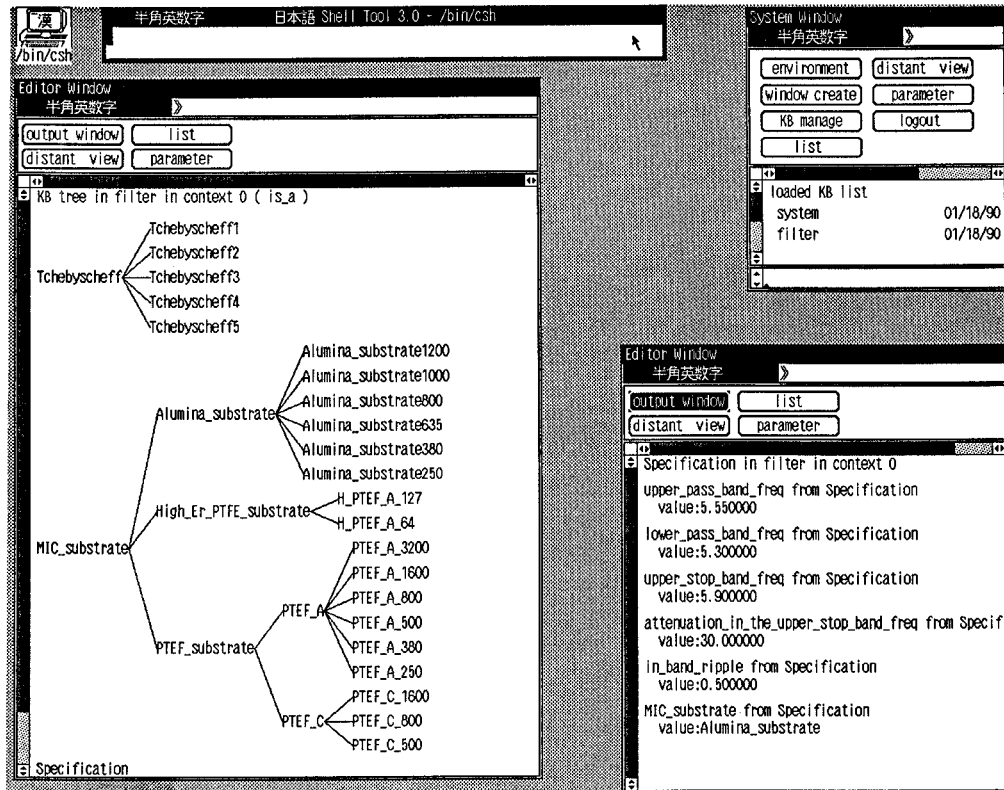 漢
/bin/csh
半角英数字 日本語 Shell Tool 3.0 - /bin/csh
Editor Window
半角英数字 》
output window list
distant view parameter
KB tree in filter in context 0 ( is_a )
Tchebyscheff1
Tchebyscheff2
Tchebyscheff Tchebyscheff3
Tchebyscheff4
Tchebyscheff5
Alumina_substrate1200
Alumina_substrate1000
Alumina_substrate800
Alumina_substrate
Alumina_substrate635
Alumina_substrate380
Alumina_substrate250
H_PTEF_A_127
High_Er_PTFE_substrate
H_PTEF_A_64
MIC_substrate PTEF_A_3200
PTEF_A_1600
PTEF_A_800
PTEF_A
PTEF_A_500
PTEF_substrate PTEF_A_380
PTEF_A_250
PTEF_C_1600
PTEF_C PTEF_C_800
PTEF_C_500
Specification
System Window
半角英数字 》
environment distant view
window create parameter
KB manage logout
list
loaded KB list
system 01/18/90
filter 01/18/90
Editor Window
半角英数字 》
output window list
distant view parameter
Specification in filter in context 0
upper_pass_band_freq from Specification
value:5.550000
lower_pass_band_freq from Specification
value:5.300000
upper_stop_band_freq from Specification
value:5.900000
attenuation_in_the_upper_stop_band_freq from Specif
value:30.000000
in_band_ripple from Specification
value:0.500000
MIC_substrate from Specification
value:Alumina_substrate